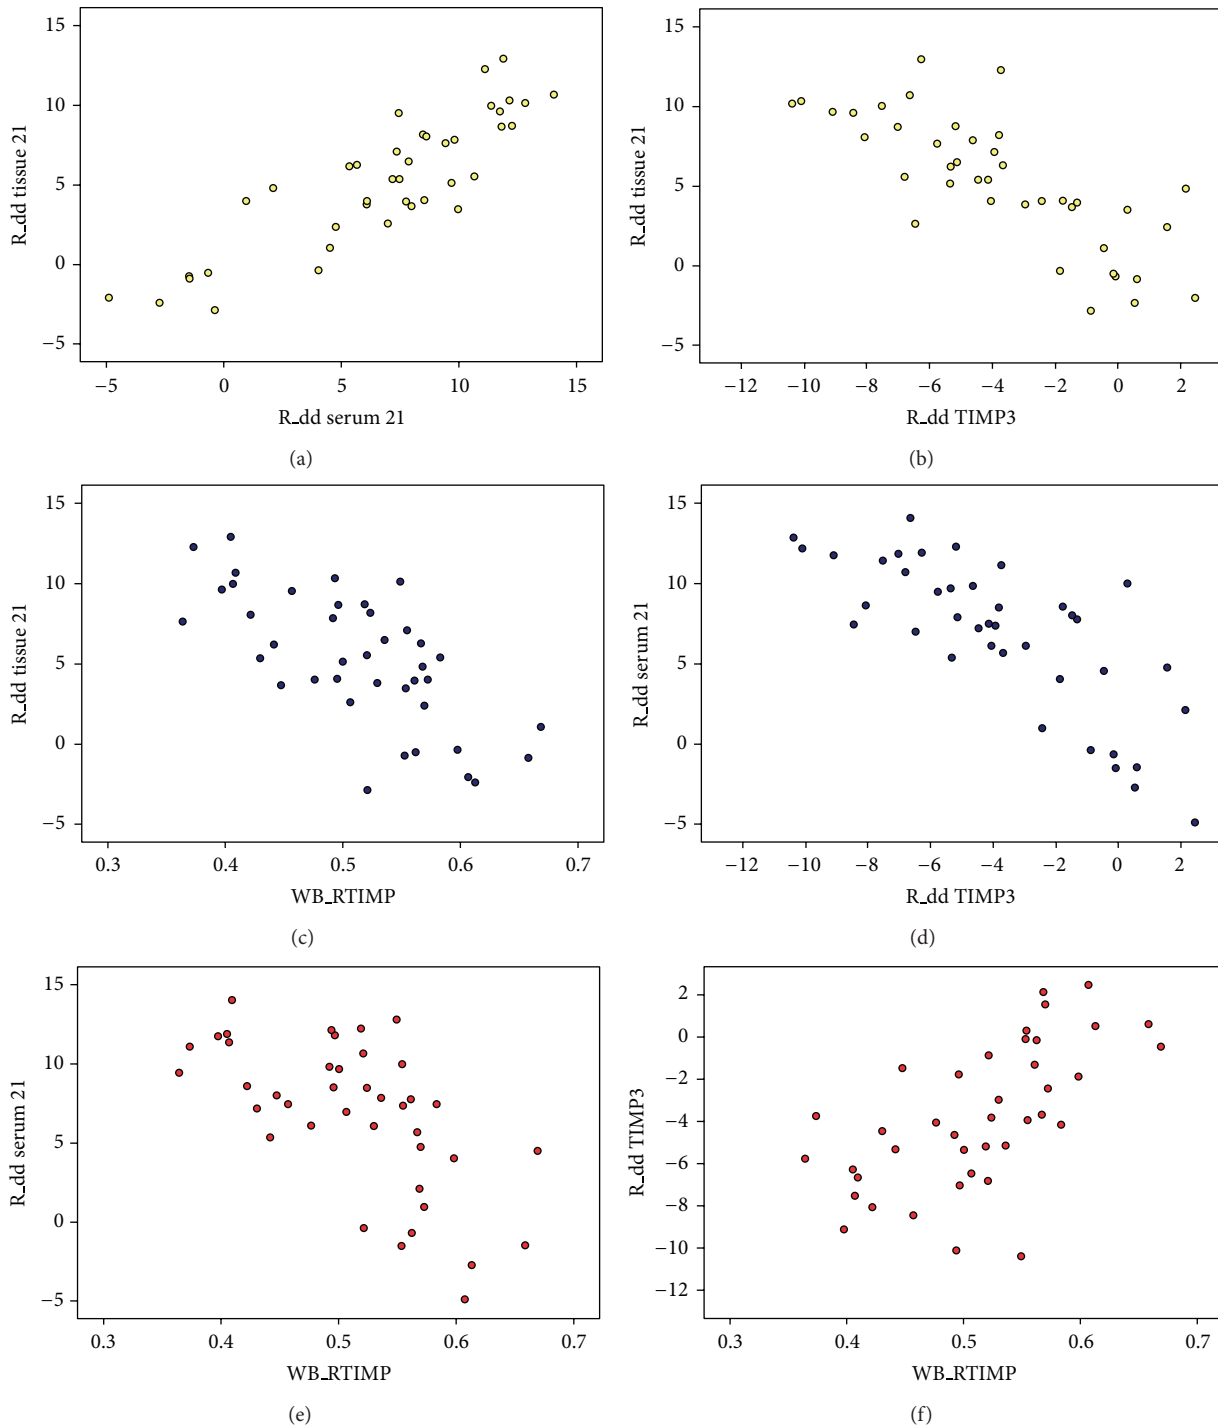 15
10
5
0
−5
R_dd tissue 21
−5 0 5 10 15
R_dd serum 21
(a)
15
10
5
0
−5
R_dd tissue 21
−12 −10 −8 −6 −4 −2 0 2
R_dd TIMP3
(b)
15
10
5
0
−5
R_dd tissue 21
0.3 0.4 0.5 0.6 0.7
WB_RTIMP
(c)
15
10
5
0
−5
R_dd serum 21
−12 −10 −8 −6 −4 −2 0 2
R_dd TIMP3
(d)
15
10
5
0
−5
R_dd serum 21
0.3 0.4 0.5 0.6 0.7
WB_RTIMP
(e)
2
0
−2
−4
−6
−8
−10
−12
R_dd TIMP3
0.3 0.4 0.5 0.6 0.7
WB_RTIMP
(f)